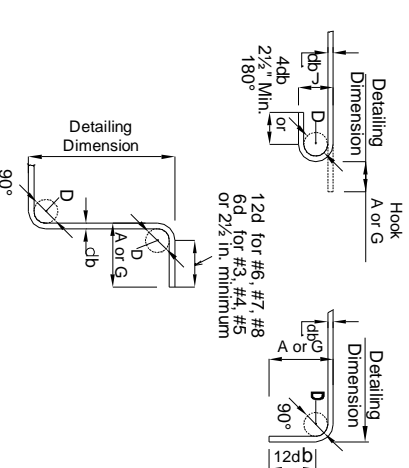 Detailing
Dimension
Hook
A or G
db
D
4db or
2½" Min.
180°
Detailing
Dimension
D
90°
db
A or G
D
12d for #6, #7, #8
6d for #3, #4, #5
or 2½ in. minimum
Detailing
Dimension
db
A or G
D
90°
12db